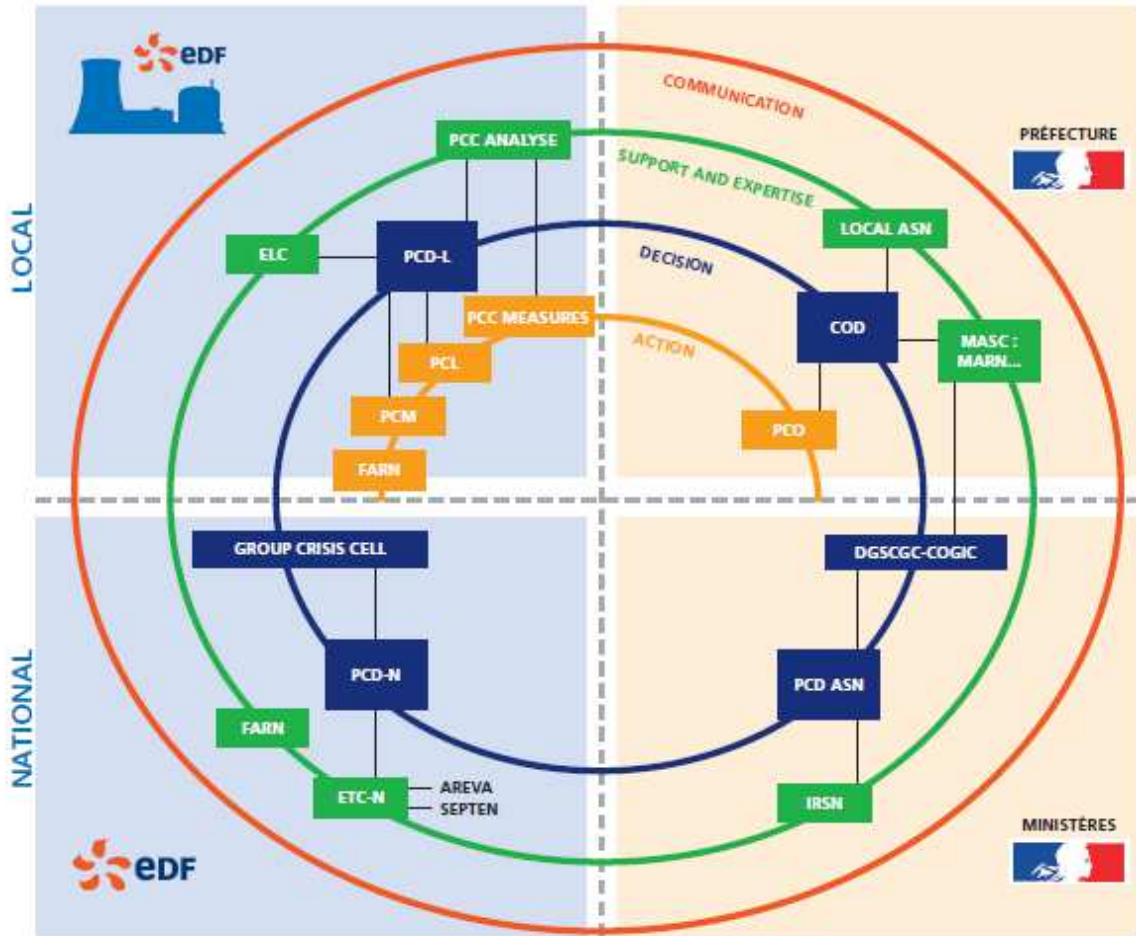 eDF
COMMUNICATION
PRÉFECTURE
PCC ANALYSE
SUPPORT AND EXPERTISE
LOCAL ASN
LOCAL
ELC
PCD-L
DECISION
COD
PCC MEASURES
ACTION
MASC :
MARN...
PCL
PCM
PCO
FARN
GROUP CRISIS CELL
DGSCGC-COGIC
NATIONAL
PCD-N
PCD ASN
FARN
ETC-N
AREVA
SEPTEN
IRSN
MINISTÉRES
eDF